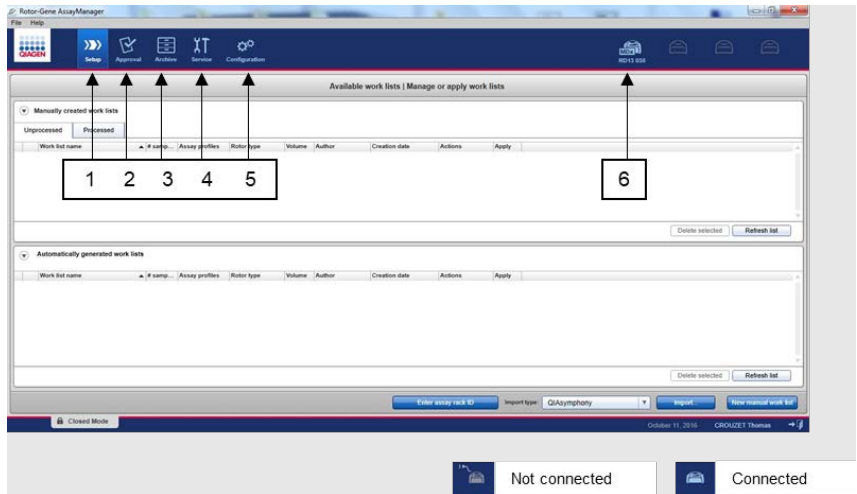 Rotor-Gene AssayManager
File Help
QIAGEN
Setup Approval Archive Service Configuration
RD13 038
Available work lists | Manage or apply work lists
Manually created work lists
Unprocessed Processed
Work list name # samp... Assay profiles Rotor type Volume Author Creation date Actions Apply
1 2 3 4 5 6
Delete selected Refresh list
Automatically generated work lists
Work list name # samp... Assay profiles Rotor type Volume Author Creation date Actions Apply
Delete selected Refresh list
Enter assay rack ID Import type: QIAsymphony Import... New manual work list
Closed Mode October 11, 2016 CROUZET Thomas
Not connected Connected